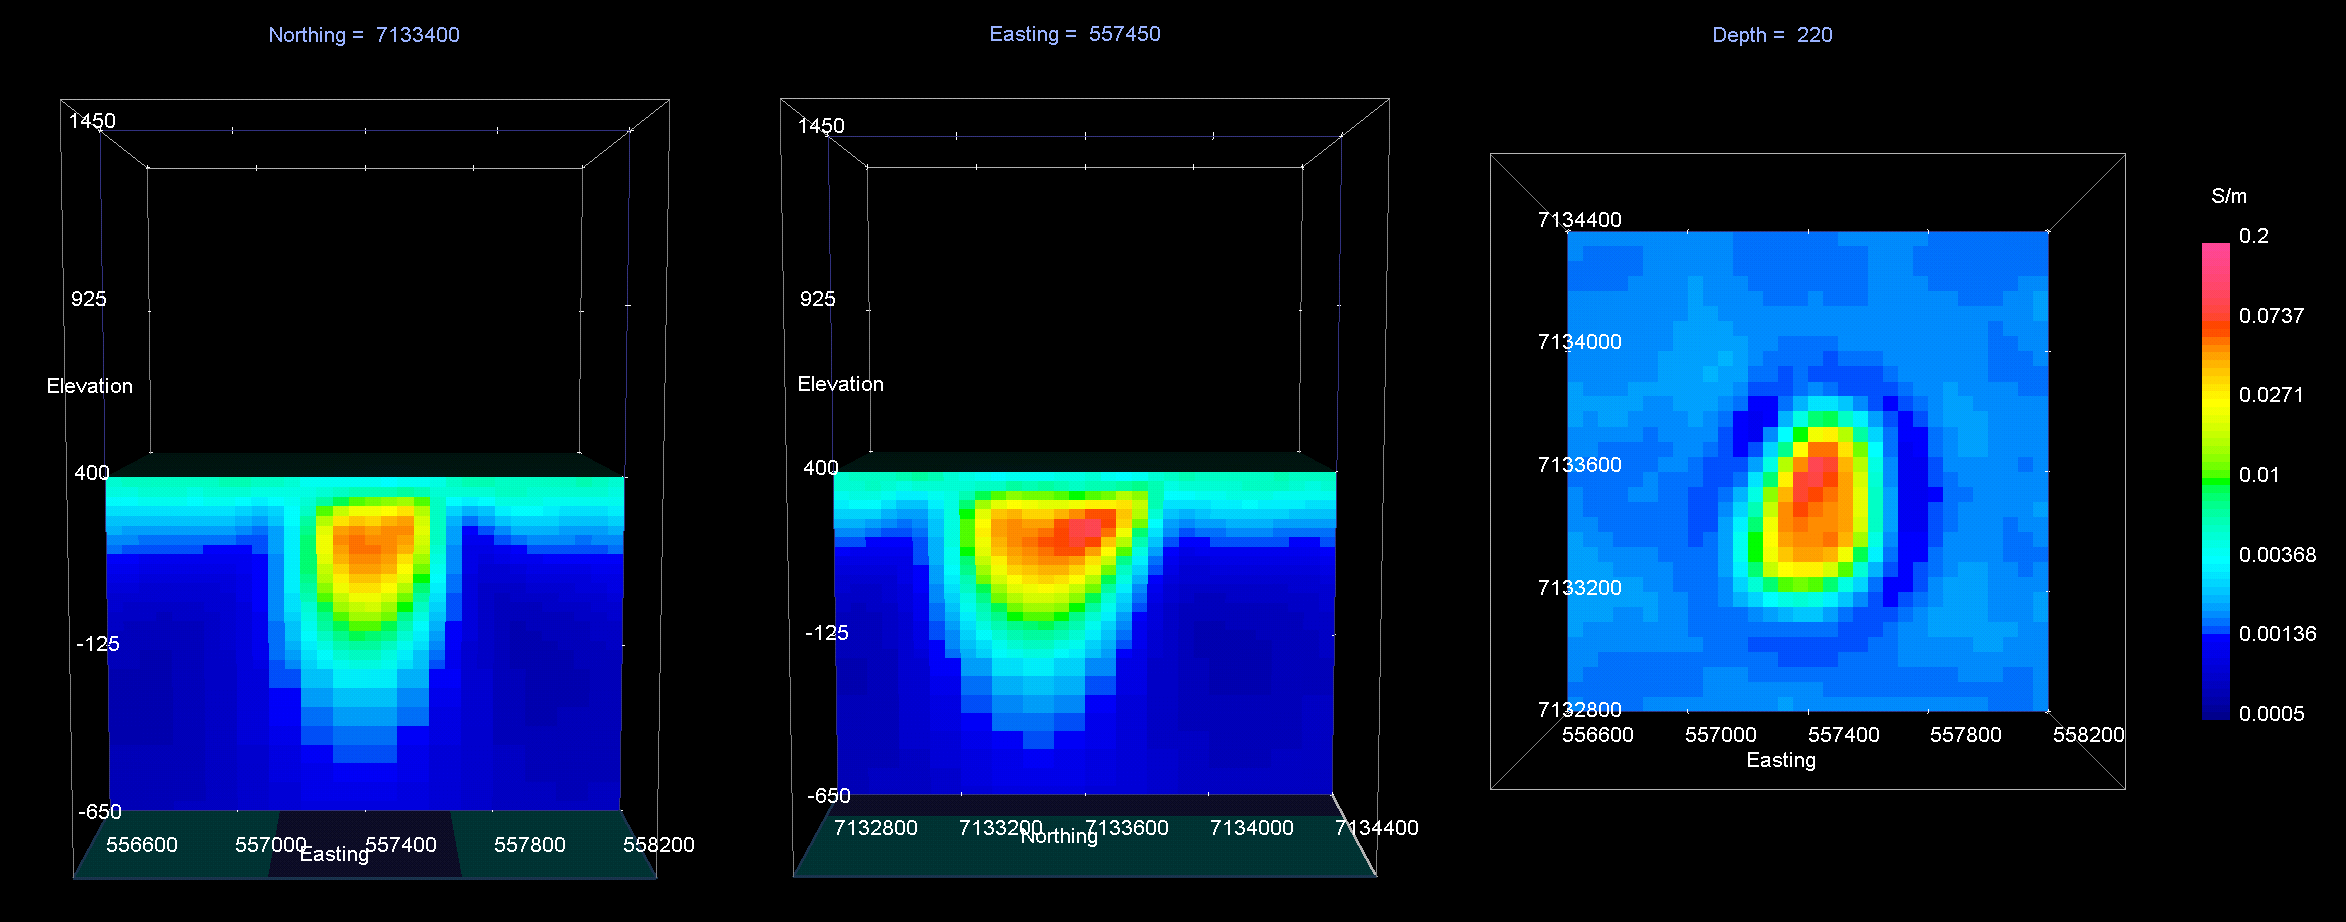 Northing = 7133400
1450
925
Elevation
400
-125
-650
556600 557000 557400 557800 558200
Easting
Easting = 557450
1450
925
Elevation
400
-125
-650
7132800 7133200 7133600 7134000 7134400
Northing
Depth = 220
7134400
7134000
7133600
7133200
7132800
556600 557000 557400 557800 558200
Easting
S/m
0.2
0.0737
0.0271
0.01
0.00368
0.00136
0.0005